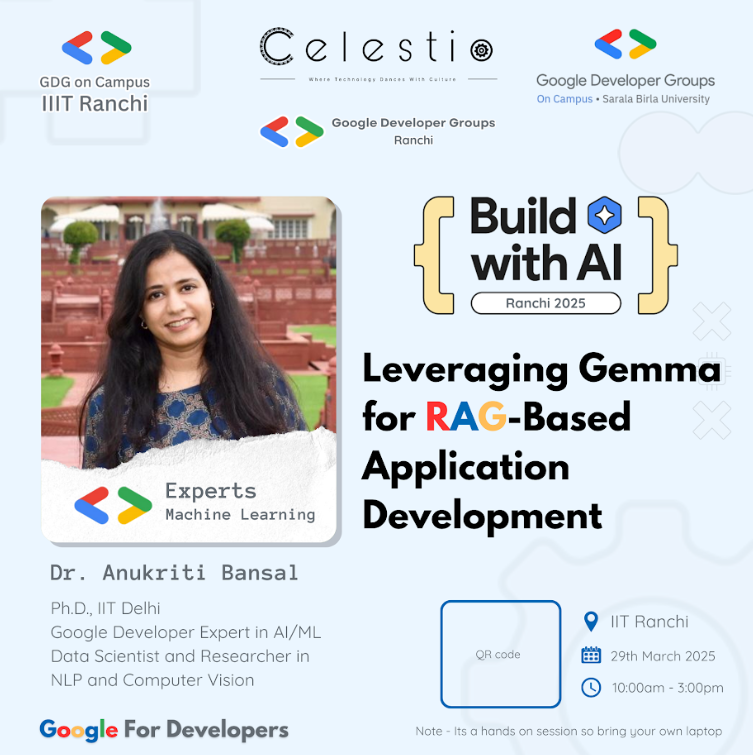 GDG on Campus
IIIT Ranchi
Celestio
Where Technology Dances With Culture
Google Developer Groups
On Campus • Sarala Birla University
Google Developer Groups
Ranchi
Build
with AI
Ranchi 2025
Leveraging Gemma
for RAG-Based
Application
Development
Experts
Machine Learning
Dr. Anukriti Bansal
Ph.D., IIT Delhi
Google Developer Expert in AI/ML
Data Scientist and Researcher in
NLP and Computer Vision
QR code
IIT Ranchi
29th March 2025
10:00am - 3:00pm
Google For Developers
Note - Its a hands on session so bring your own laptop